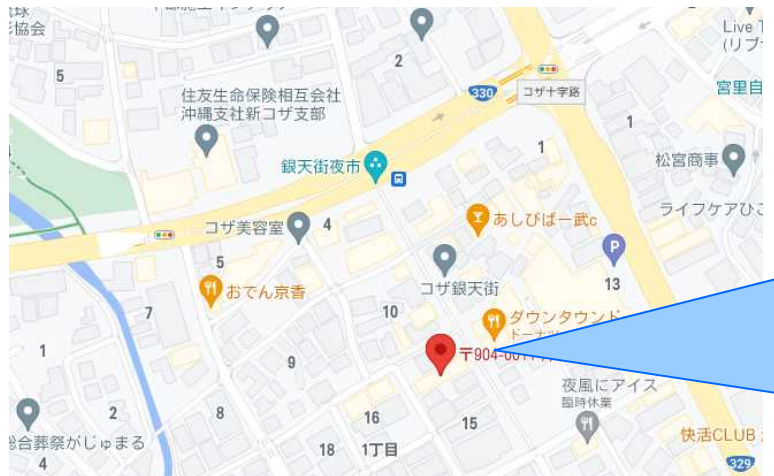 協会
Live T
(リブ
2
5
住友生命保険相互会社
沖縄支社新コザ支部
330
コザ十字路
宮里自
1
銀天街夜市
1
松宮商事
コザ美容室
4
あしびばー武c
ライフケアひこ
5
コザ銀天街
P
おでん京香
13
7
10
ダウンタウンド
〒904-0011
1
9
夜風にアイス
臨時休業
2
8
16
15
総合葬祭がじゅまる
快活CLUB
4
18
1丁目
329